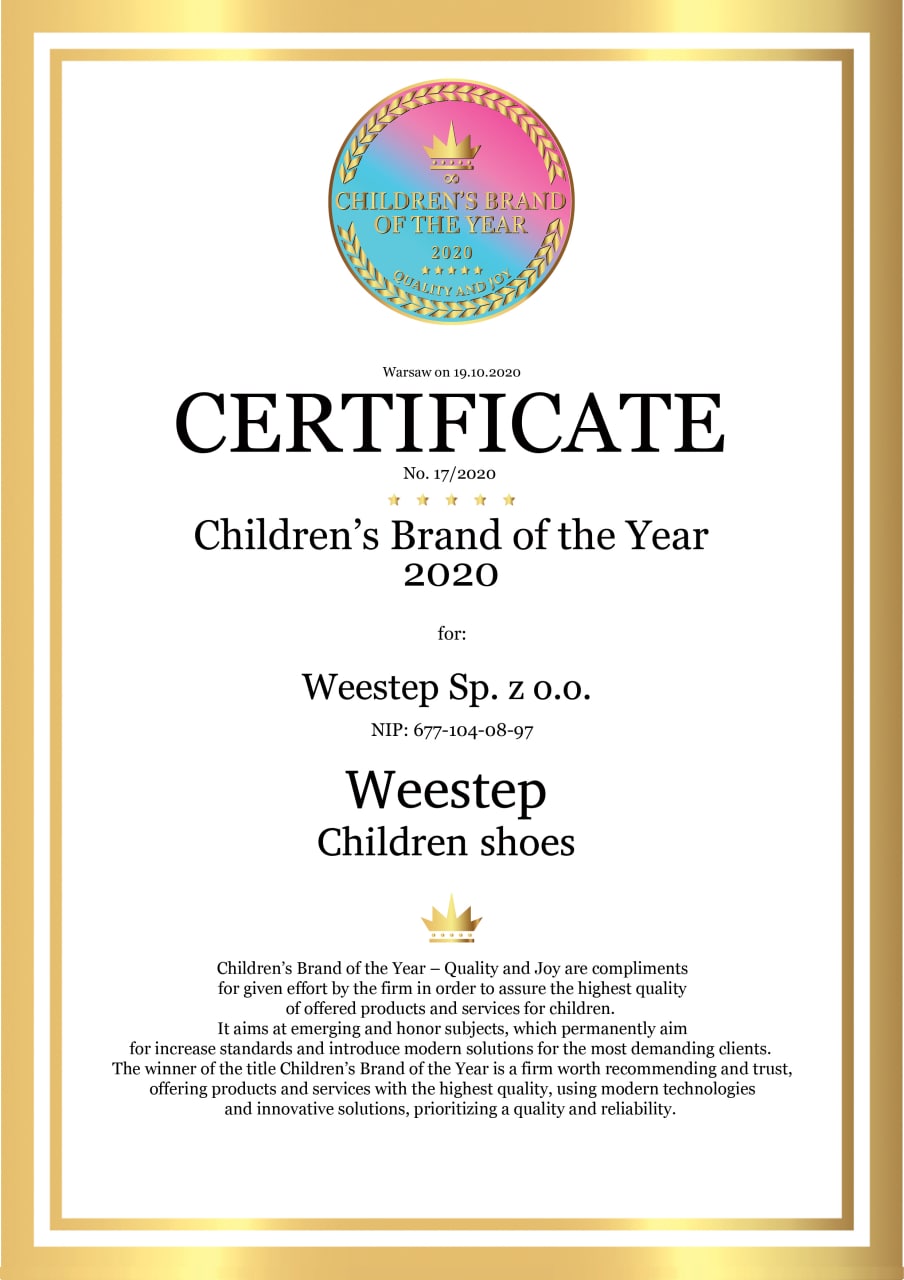 CHILDREN'S BRAND
OF THE YEAR
2020
QUALITY AND JOY
Warsaw on 19.10.2020
CERTIFICATE
No. 17/2020
Children’s Brand of the Year
2020
for:
Weestep Sp. z o.o.
NIP: 677-104-08-97
Weestep
Children shoes
Children’s Brand of the Year – Quality and Joy are compliments
for given effort by the firm in order to assure the highest quality
of offered products and services for children.
It aims at emerging and honor subjects, which permanently aim
for increase standards and introduce modern solutions for the most demanding clients.
The winner of the title Children’s Brand of the Year is a firm worth recommending and trust,
offering products and services with the highest quality, using modern technologies
and innovative solutions, prioritizing a quality and reliability.